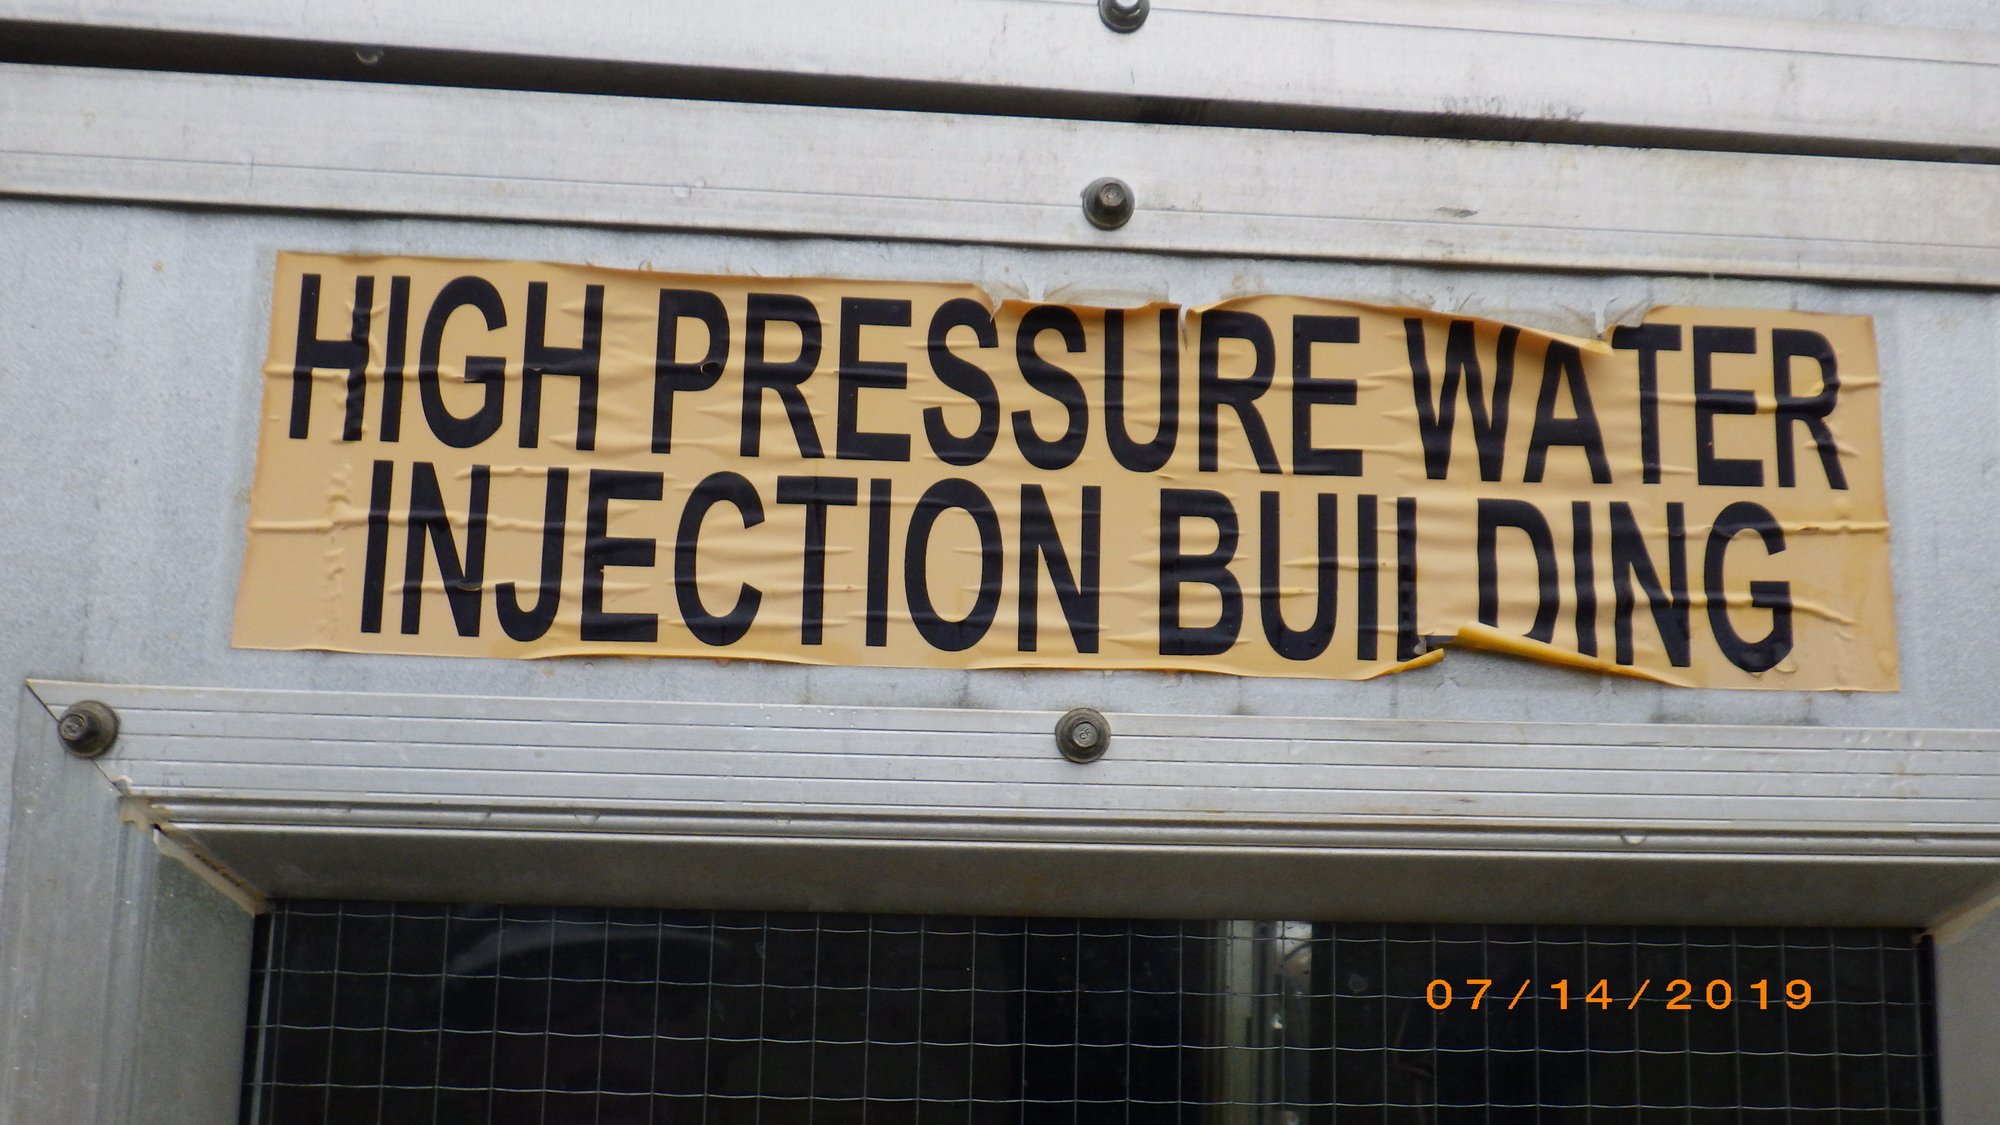 HIGH PRESSURE WATER
INJECTION BUILDING
07/14/2019